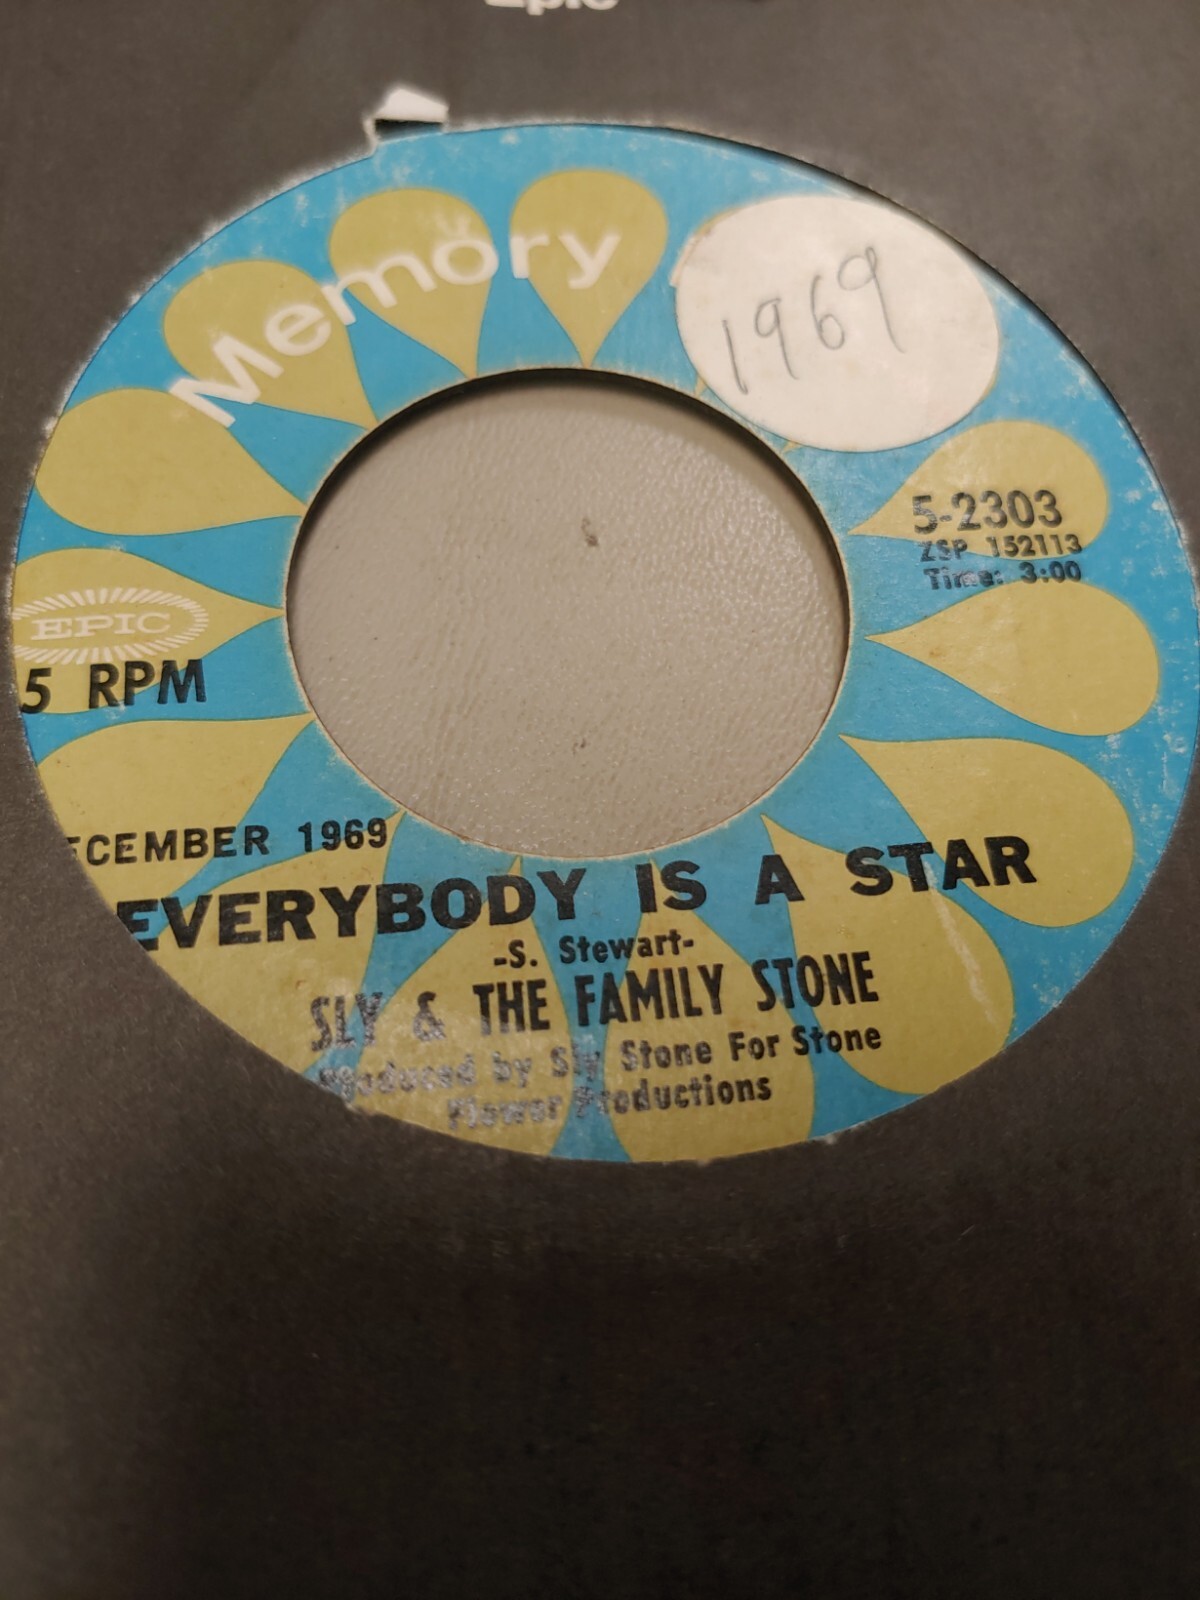 Epic
Memory
1969
5-2303
ZSP 152113
Time: 3:00
EPIC
5 RPM
ECEMBER 1969
EVERYBODY IS A STAR
-S. Stewart-
SLY & THE FAMILY STONE
Produced by Sly Stone For Stone
Flower Productions